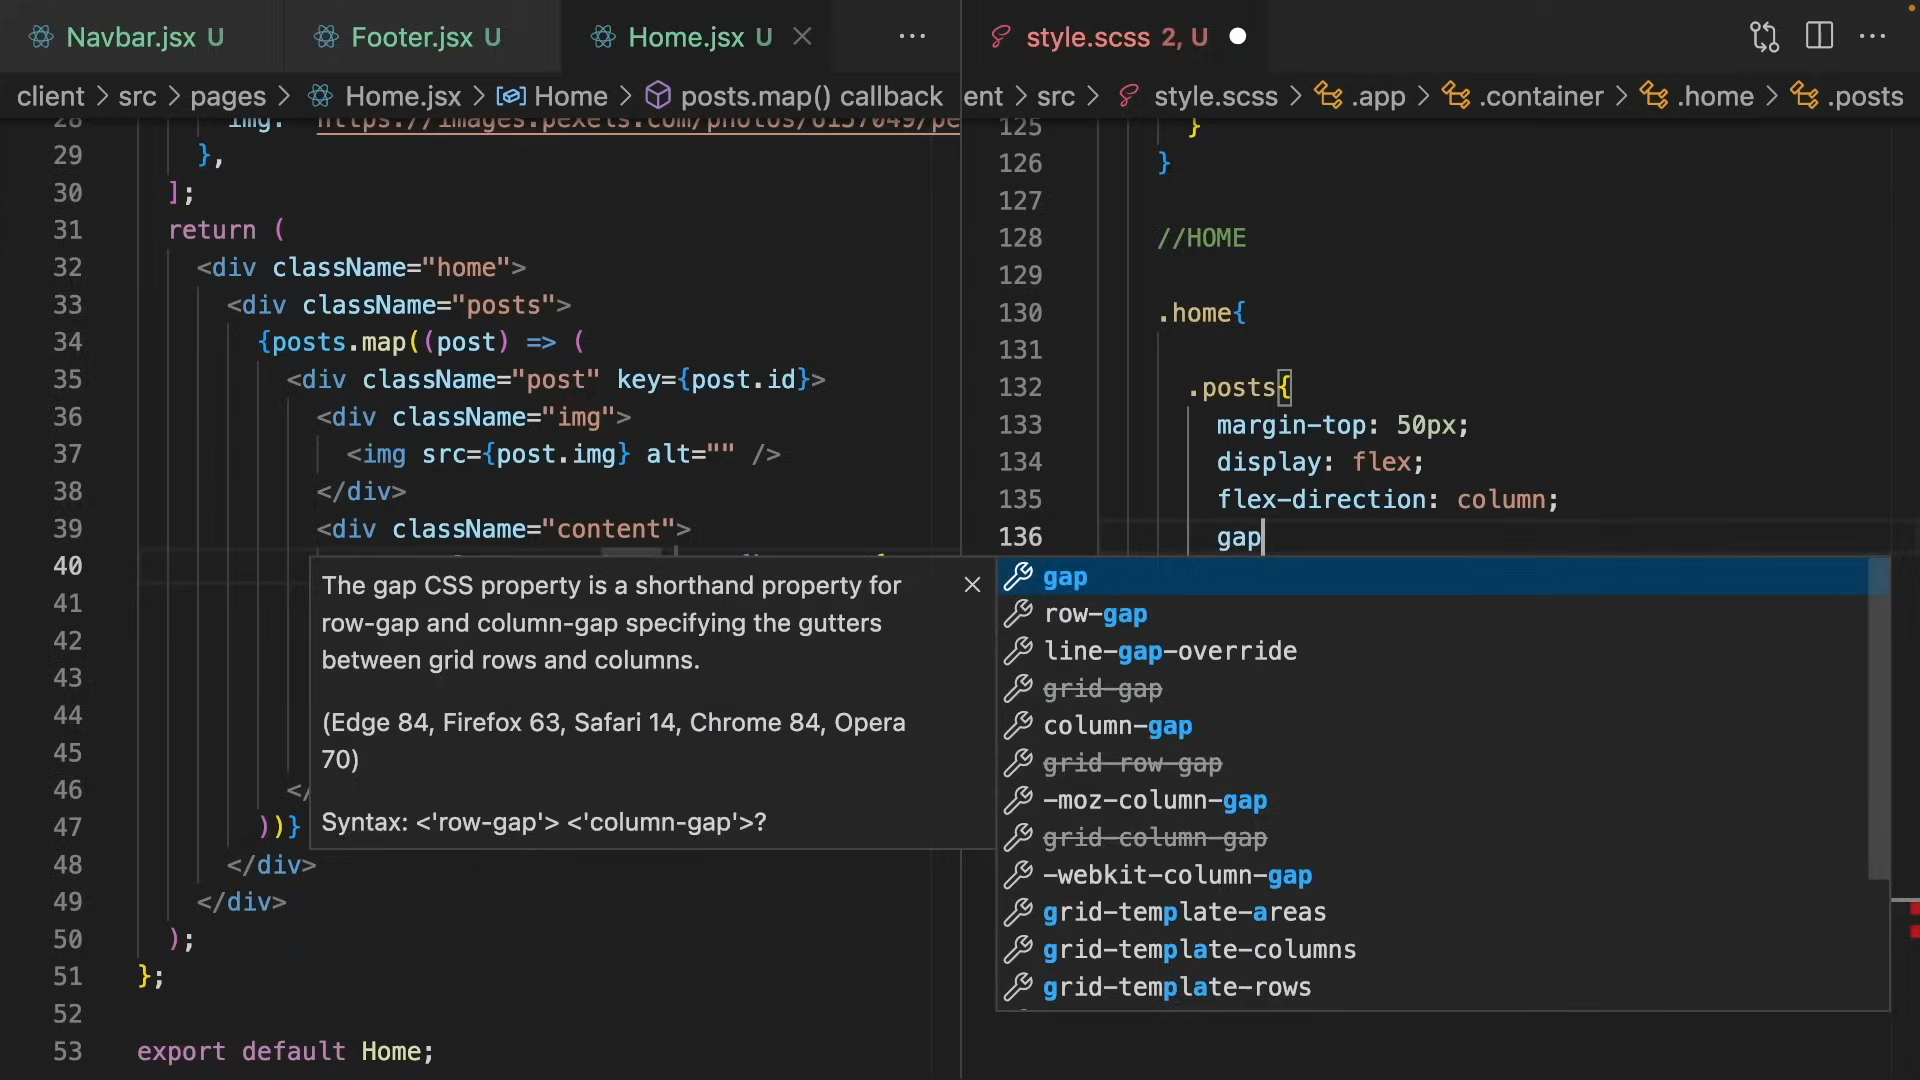 Navbar.jsx U Footer.jsx U Home.jsx U ...
client > src > pages > Home.jsx > Home > posts.map() callback
29 },
30 ];
31 return (
32 <div className="home">
33 <div className="posts">
34 {posts.map((post) => (
35 <div className="post" key={post.id}>
36 <div className="img">
37 <img src={post.img} alt="" />
38 </div>
39 <div className="content">
40
41
42
43
44
45
46 </
47 ))}
48 </div>
49 </div>
50 );
51 };
52
53 export default Home;
The gap CSS property is a shorthand property for
row-gap and column-gap specifying the gutters
between grid rows and columns.
(Edge 84, Firefox 63, Safari 14, Chrome 84, Opera
70)
Syntax: <'row-gap'> <'column-gap'>?
style.scss 2, U
ent > src > style.scss > .app > .container > .home > .posts
125 }
126 }
127
128 //HOME
129
130 .home{
131
132 .posts{
133 margin-top: 50px;
134 display: flex;
135 flex-direction: column;
136 gap
gap
row-gap
line-gap-override
grid-gap
column-gap
grid-row-gap
-moz-column-gap
grid-column-gap
-webkit-column-gap
grid-template-areas
grid-template-columns
grid-template-rows